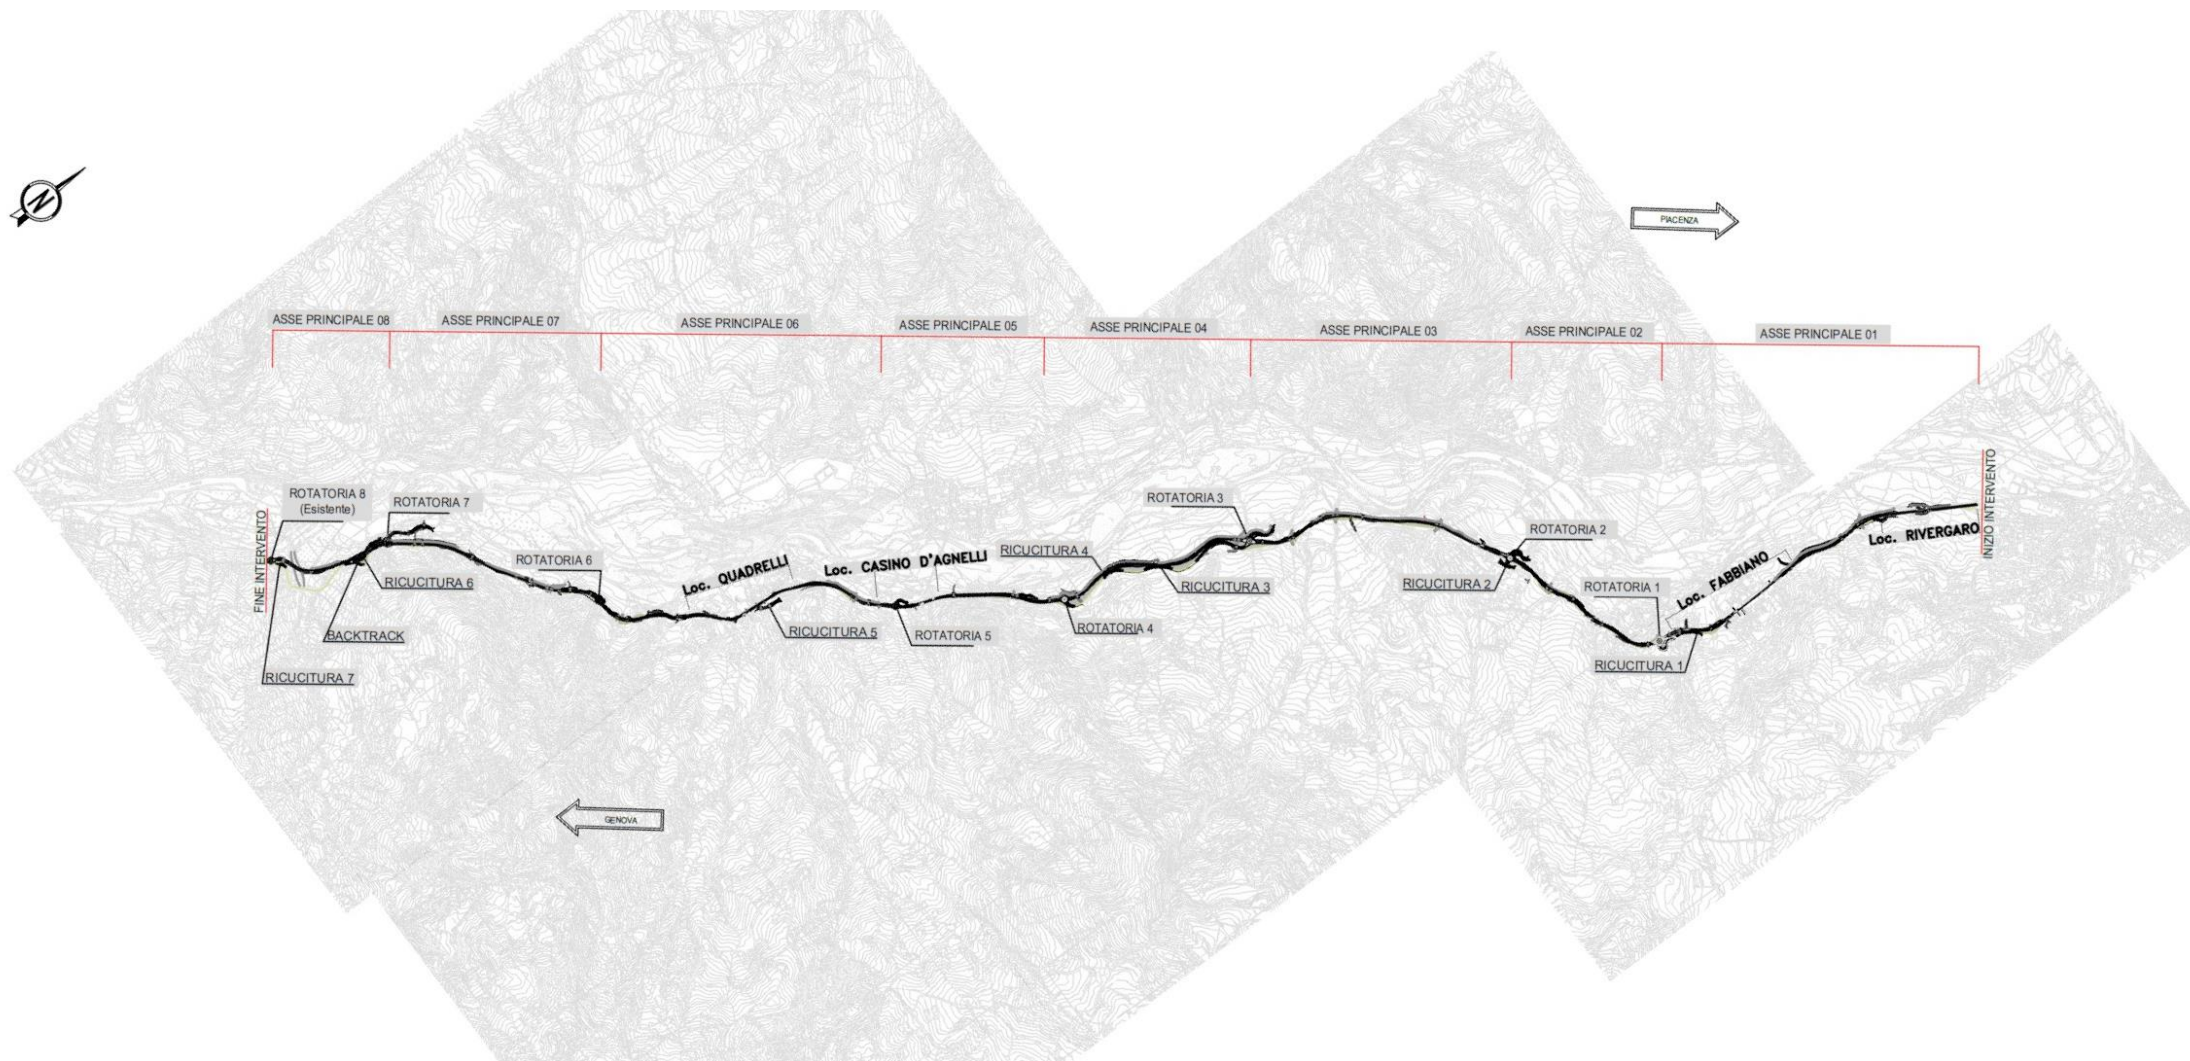 N
PIACENZA
ASSE PRINCIPALE 08
ASSE PRINCIPALE 07
ASSE PRINCIPALE 06
ASSE PRINCIPALE 05
ASSE PRINCIPALE 04
ASSE PRINCIPALE 03
ASSE PRINCIPALE 02
ASSE PRINCIPALE 01
FINE INTERVENTO
ROTATORIA 8
(Esistente)
ROTATORIA 7
RICUCITURA 6
BACKTRACK
RICUCITURA 7
ROTATORIA 6
Loc. QUADRELLI
RICUCITURA 5
Loc. CASINO D'AGNELLI
ROTATORIA 5
RICUCITURA 4
ROTATORIA 4
ROTATORIA 3
RICUCITURA 3
ROTATORIA 2
RICUCITURA 2
ROTATORIA 1
RICUCITURA 1
Loc. FABBIANO
Loc. RIVERGARO
INIZIO INTERVENTO
GENOVA